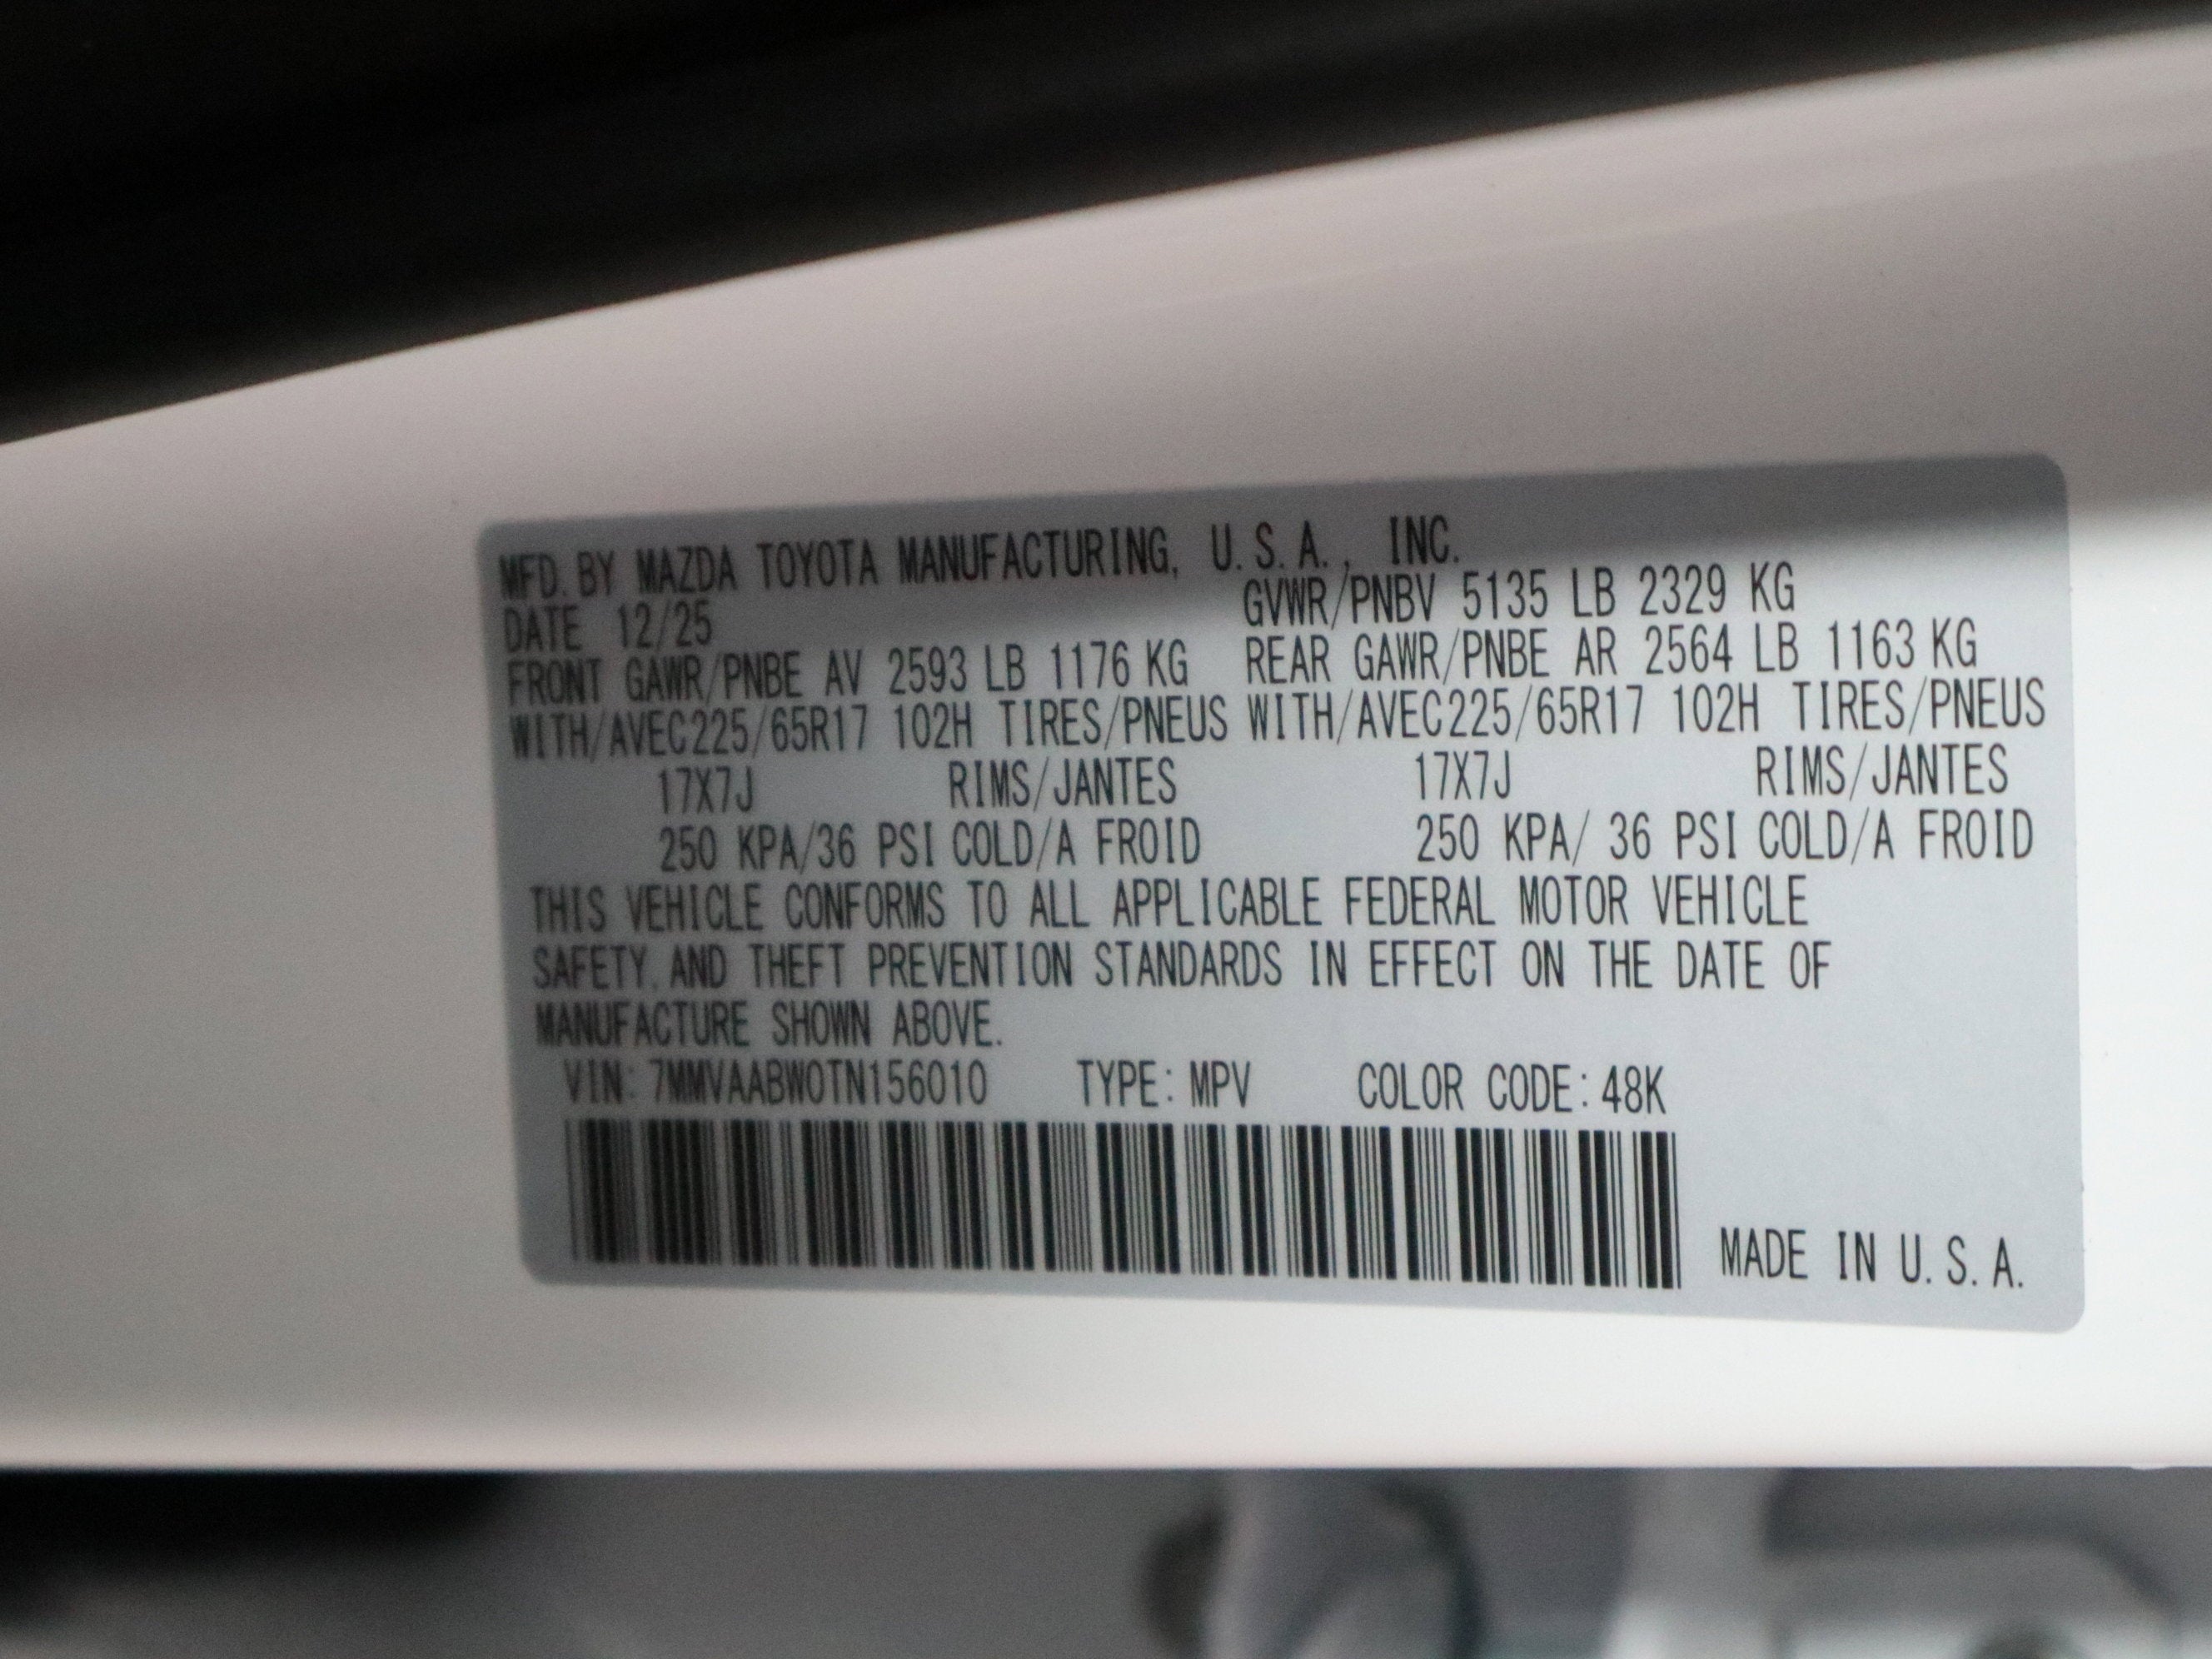 MFD. BY MAZDA TOYOTA MANUFACTURING, U.S.A., INC.
DATE 12/25 GVWR/PNBV 5135 LB 2329 KG
FRONT GAWR/PNBE AV 2593 LB 1176 KG REAR GAWR/PNBE AR 2564 LB 1163 KG
WITH/AVEC225/65R17 102H TIRES/PNEUS WITH/AVEC225/65R17 102H TIRES/PNEUS
17X7J RIMS/JANTES 17X7J RIMS/JANTES
250 KPA/36 PSI COLD/A FROID 250 KPA/ 36 PSI COLD/A FROID
THIS VEHICLE CONFORMS TO ALL APPLICABLE FEDERAL MOTOR VEHICLE
SAFETY, AND THEFT PREVENTION STANDARDS IN EFFECT ON THE DATE OF
MANUFACTURE SHOWN ABOVE.
VIN: 7MMVAABW0TN156010 TYPE: MPV COLOR CODE: 48K
MADE IN U.S.A.